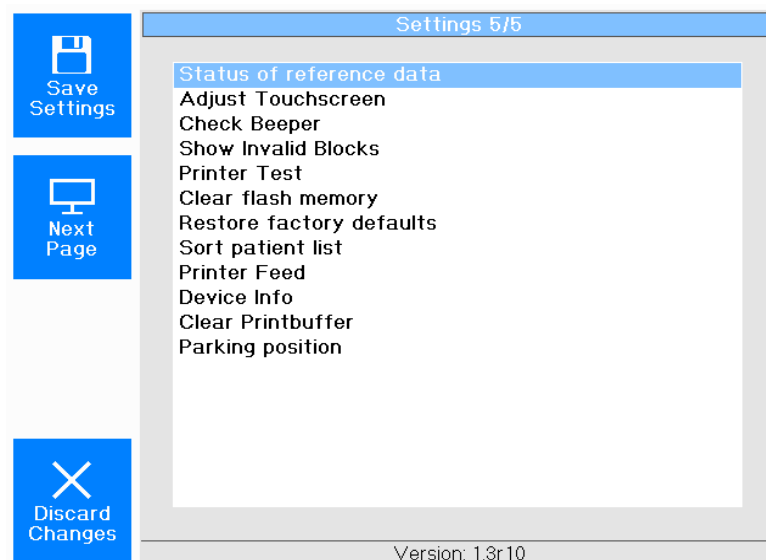 Settings 5/5
Save
Settings
Next
Page
Discard
Changes
Status of reference data
Adjust Touchscreen
Check Beeper
Show Invalid Blocks
Printer Test
Clear flash memory
Restore factory defaults
Sort patient list
Printer Feed
Device Info
Clear Printbuffer
Parking position
Version: 1.3r10